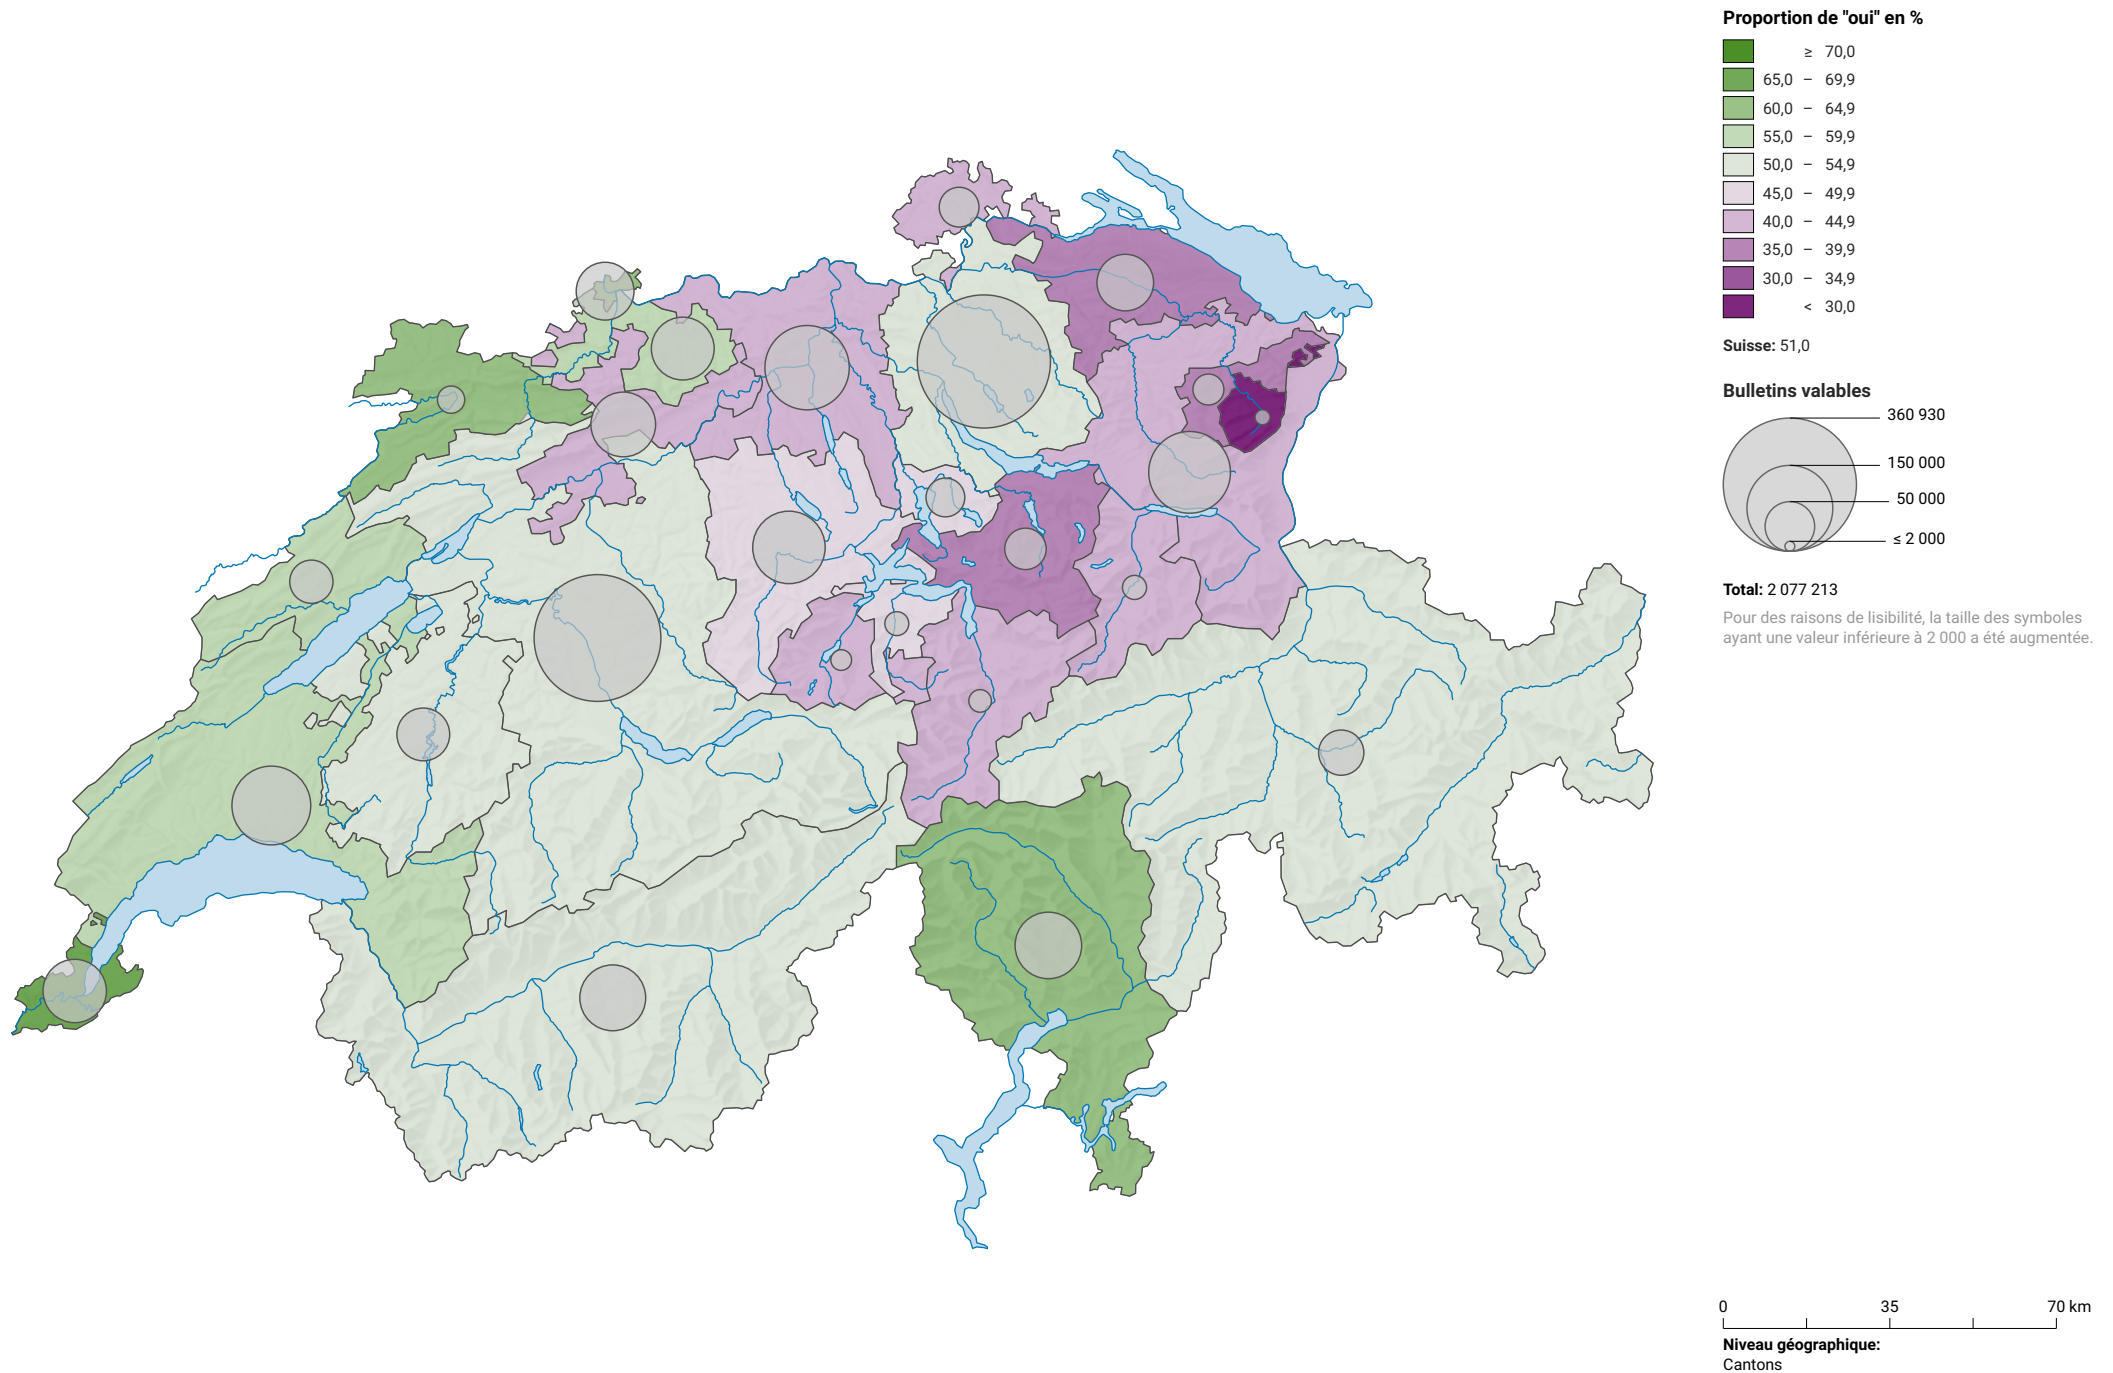 Proportion de "oui" en %
≥ 70,0
65,0 – 69,9
60,0 – 64,9
55,0 – 59,9
50,0 – 54,9
45,0 – 49,9
40,0 – 44,9
35,0 – 39,9
30,0 – 34,9
< 30,0
Suisse: 51,0
Bulletins valables
360 930
150 000
50 000
≤ 2 000
Total: 2 077 213
Pour des raisons de lisibilité, la taille des symboles
ayant une valeur inférieure à 2 000 a été augmentée.
0 35 70 km
Niveau géographique:
Cantons